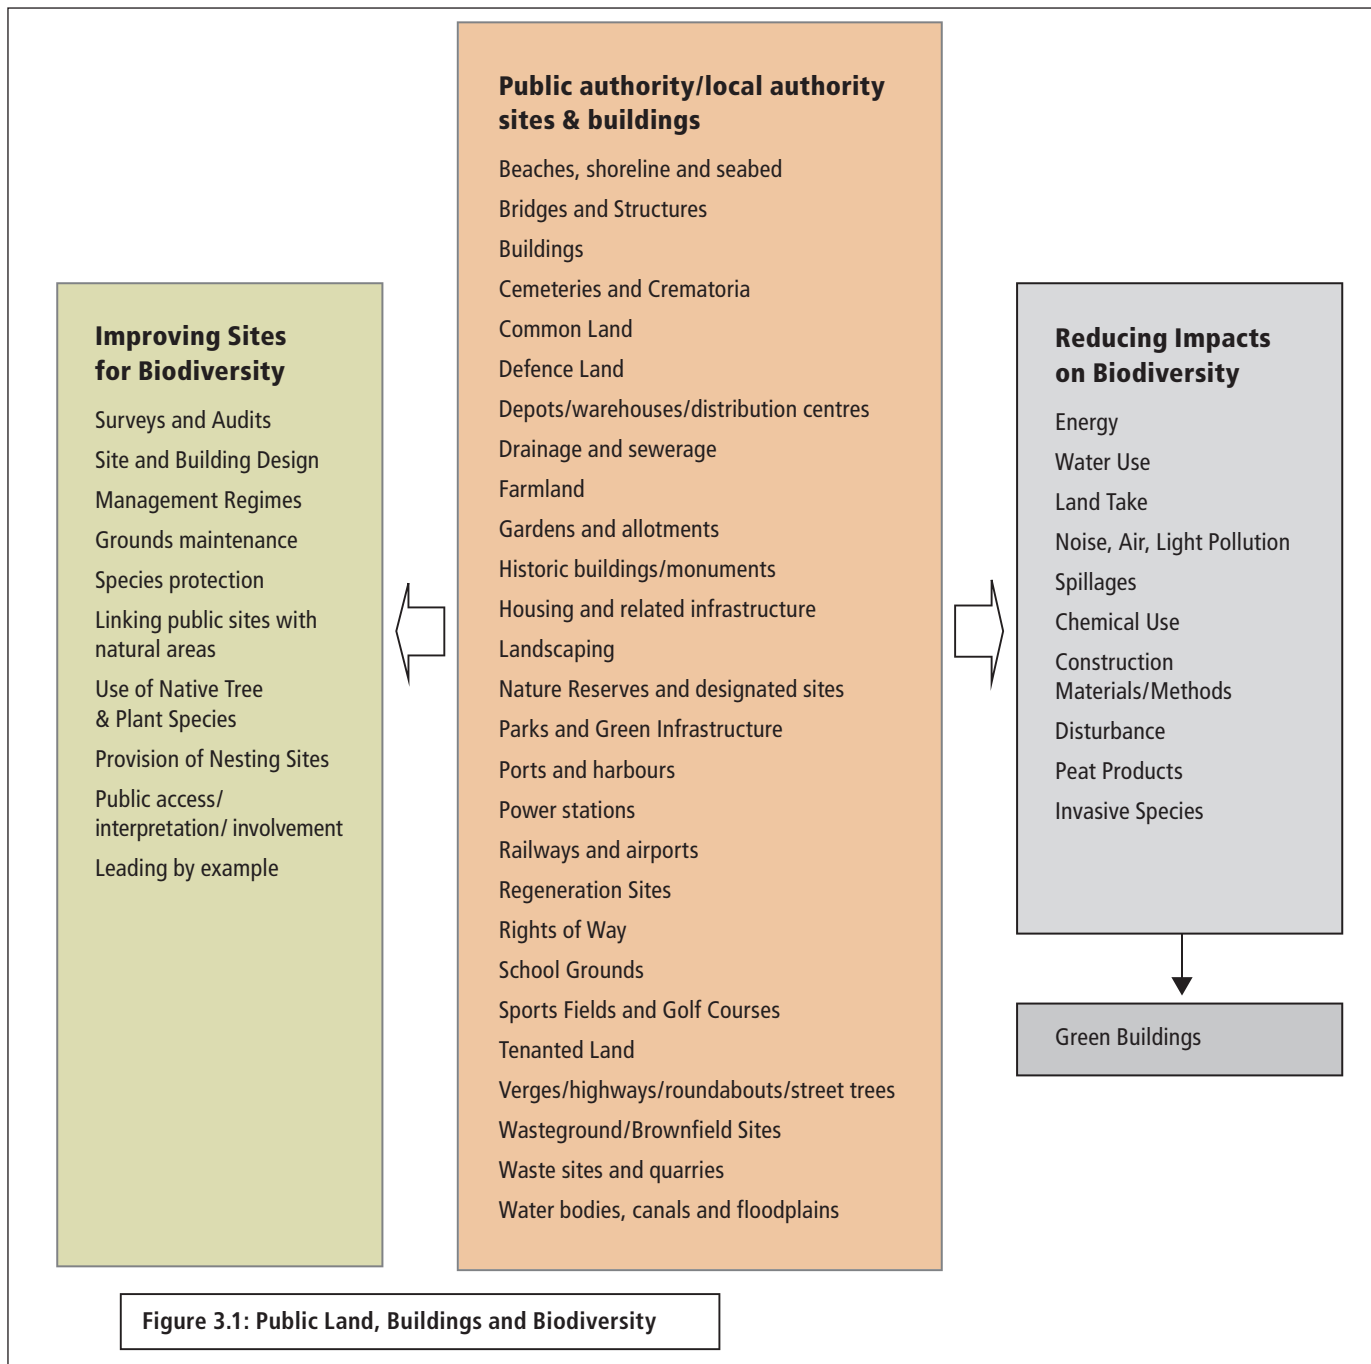 Improving Sites
for Biodiversity
Surveys and Audits
Site and Building Design
Management Regimes
Grounds maintenance
Species protection
Linking public sites with
natural areas
Use of Native Tree
& Plant Species
Provision of Nesting Sites
Public access/
interpretation/ involvement
Leading by example
Public authority/local authority
sites & buildings
Beaches, shoreline and seabed
Bridges and Structures
Buildings
Cemeteries and Crematoria
Common Land
Defence Land
Depots/warehouses/distribution centres
Drainage and sewerage
Farmland
Gardens and allotments
Historic buildings/monuments
Housing and related infrastructure
Landscaping
Nature Reserves and designated sites
Parks and Green Infrastructure
Ports and harbours
Power stations
Railways and airports
Regeneration Sites
Rights of Way
School Grounds
Sports Fields and Golf Courses
Tenanted Land
Verges/highways/roundabouts/street trees
Wasteground/Brownfield Sites
Waste sites and quarries
Water bodies, canals and floodplains
Reducing Impacts
on Biodiversity
Energy
Water Use
Land Take
Noise, Air, Light Pollution
Spillages
Chemical Use
Construction
Materials/Methods
Disturbance
Peat Products
Invasive Species
Green Buildings
Figure 3.1: Public Land, Buildings and Biodiversity